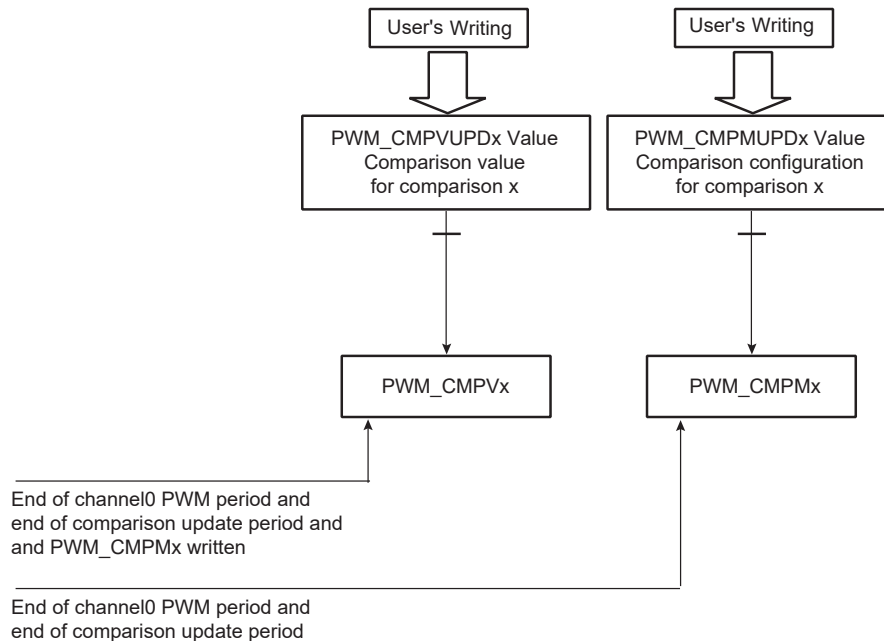 User's Writing
User's Writing
PWM_CMPVUPDx Value
Comparison value
for comparison x
PWM_CMPMUPDx Value
Comparison configuration
for comparison x
PWM_CMPVx
PWM_CMPMx
End of channel0 PWM period and
end of comparison update period and
and PWM_CMPMx written
End of channel0 PWM period and
end of comparison update period